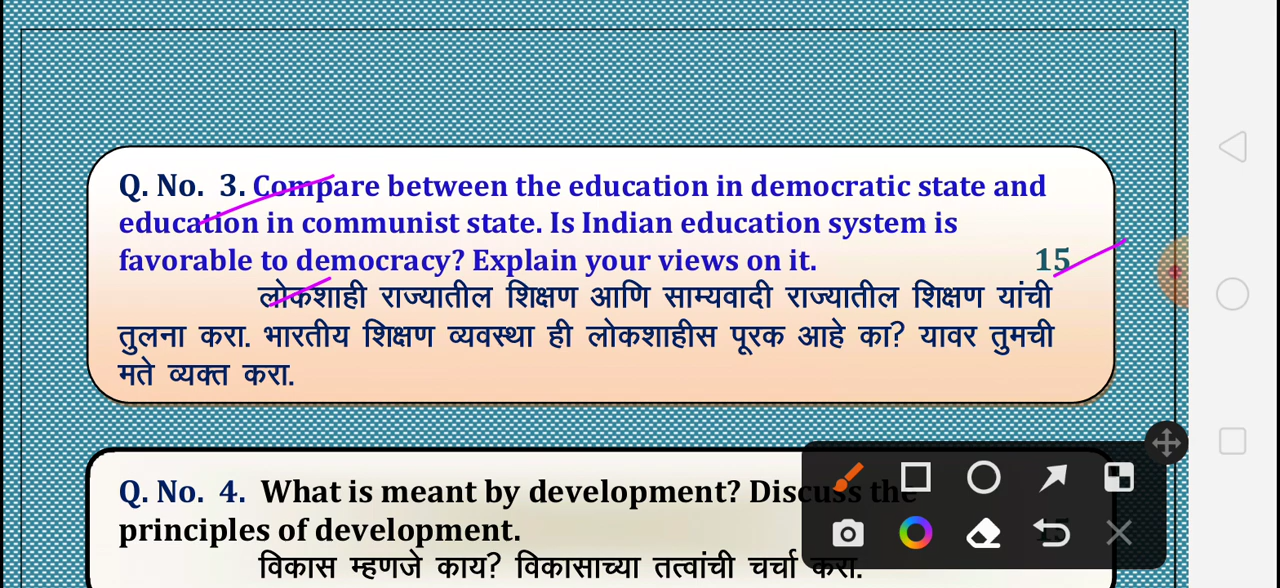 Q. No. 3. Compare between the education in democratic state and
education in communist state. Is Indian education system is
favorable to democracy? Explain your views on it. 15
लोकशाही राज्यातील शिक्षण आणि साम्यवादी राज्यातील शिक्षण यांची
तुलना करा. भारतीय शिक्षण व्यवस्था ही लोकशाहीस पूरक आहे का? यावर तुमची
मते व्यक्त करा.
Q. No. 4. What is meant by development? Discuss the
principles of development.
विकास म्हणजे काय? विकासाच्या तत्वांची चर्चा करा.